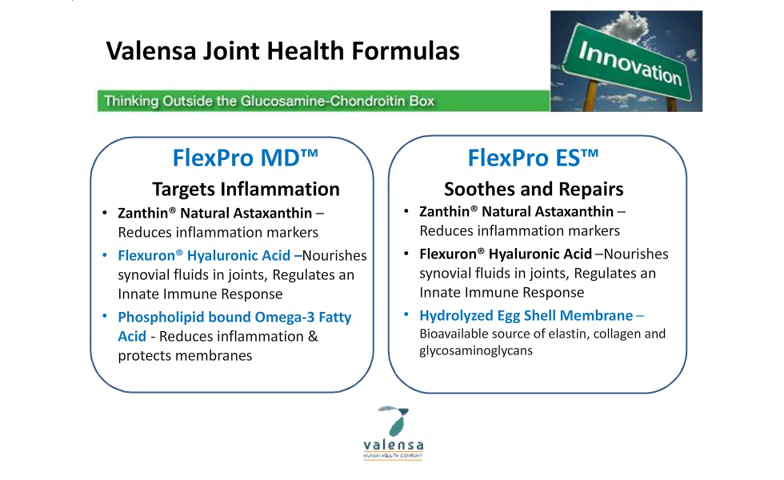 Valensa Joint Health Formulas
Innovation
Thinking Outside the Glucosamine-Chondroitin Box
FlexPro MD™
Targets Inflammation
• Zanthin® Natural Astaxanthin –
Reduces inflammation markers
• Flexuron® Hyaluronic Acid –Nourishes
synovial fluids in joints, Regulates an
Innate Immune Response
• Phospholipid bound Omega-3 Fatty
Acid - Reduces inflammation &
protects membranes
FlexPro ES™
Soothes and Repairs
• Zanthin® Natural Astaxanthin –
Reduces inflammation markers
• Flexuron® Hyaluronic Acid –Nourishes
synovial fluids in joints, Regulates an
Innate Immune Response
• Hydrolyzed Egg Shell Membrane –
Bioavailable source of elastin, collagen and
glycosaminoglycans
valensa
HUMAN HEALTH COMPANY